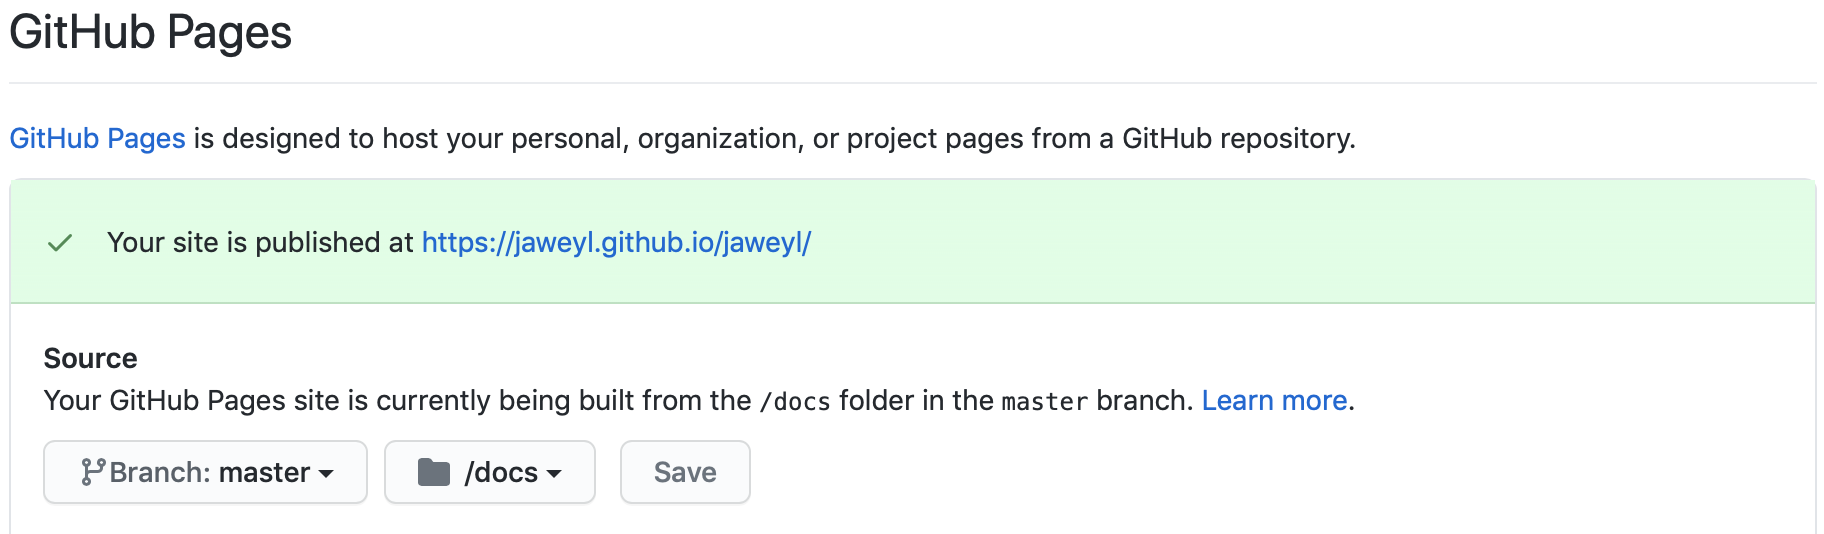 GitHub Pages
GitHub Pages is designed to host your personal, organization, or project pages from a GitHub repository.
Your site is published at https://jaweyl.github.io/jaweyl/
Source
Your GitHub Pages site is currently being built from the /docs folder in the master branch. Learn more.
Branch: master /docs Save